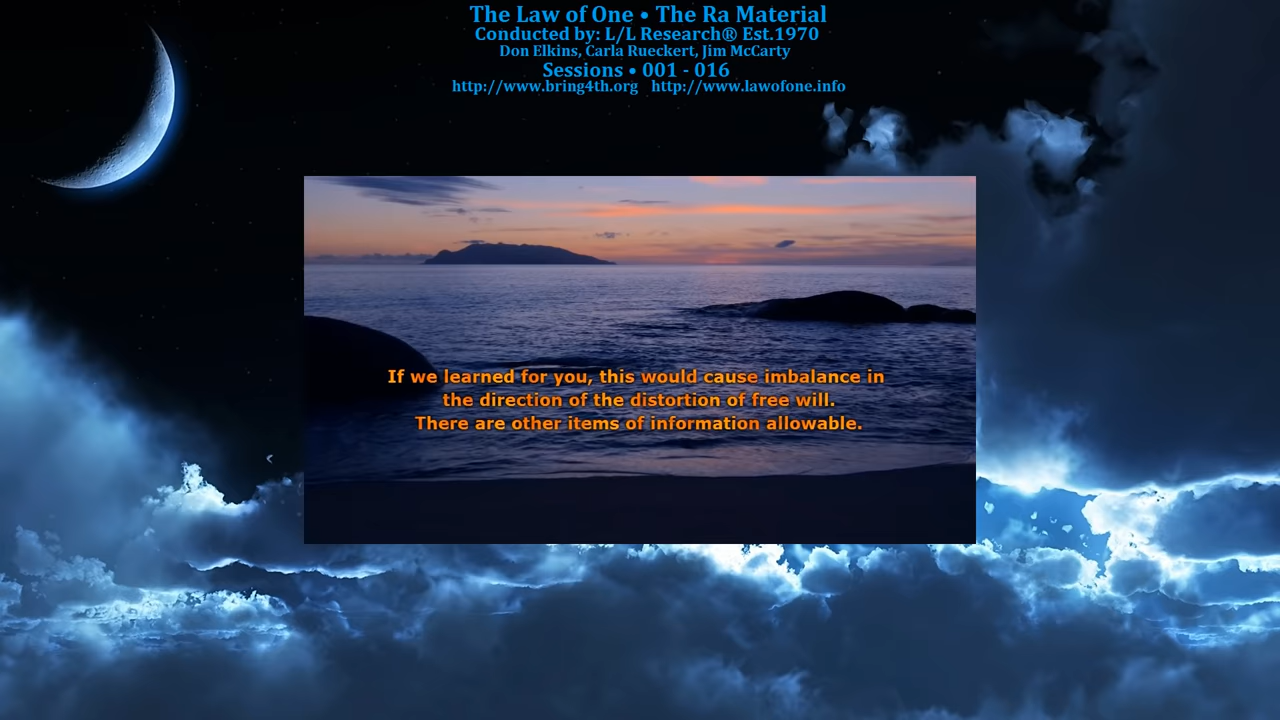 The Law of One • The Ra Material
Conducted by: L/L Research® Est.1970
Don Elkins, Carla Rueckert, Jim McCarty
Sessions • 001 - 016
http://www.bring4th.org http://www.lawofone.info
If we learned for you, this would cause imbalance in
the direction of the distortion of free will.
There are other items of information allowable.